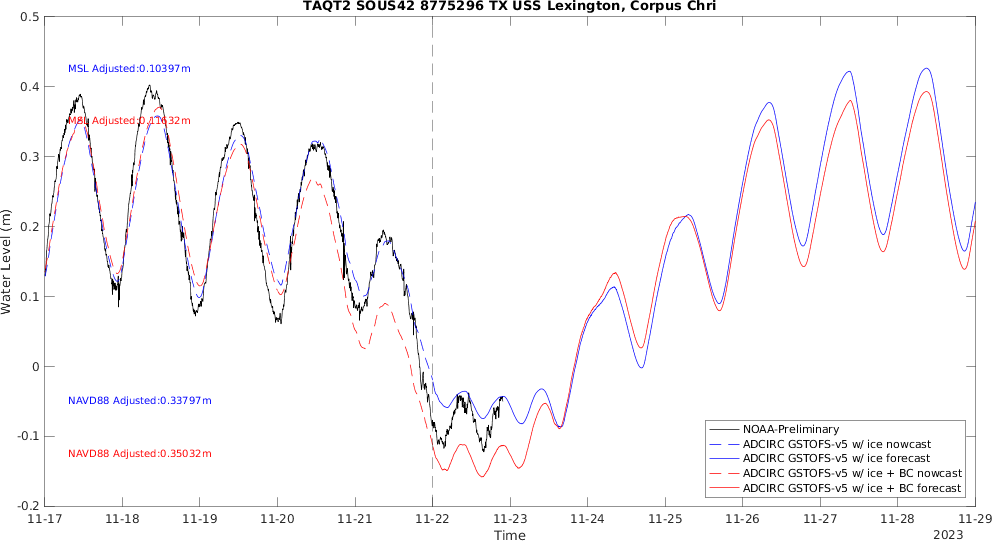 TAQT2 SOUS42 8775296 TX USS Lexington, Corpus Chri
0.5
0.4
0.3
0.2
0.1
0
-0.1
-0.2
Water Level (m)
MSL Adjusted:0.10397m
MSL Adjusted:0.11632m
NAVD88 Adjusted:0.33797m
NAVD88 Adjusted:0.35032m
NOAA-Preliminary
ADCIRC GSTOFS-v5 w/ ice nowcast
ADCIRC GSTOFS-v5 w/ ice forecast
ADCIRC GSTOFS-v5 w/ ice + BC nowcast
ADCIRC GSTOFS-v5 w/ ice + BC forecast
11-17 11-18 11-19 11-20 11-21 11-22 11-23 11-24 11-25 11-26 11-27 11-28 11-29
Time
2023